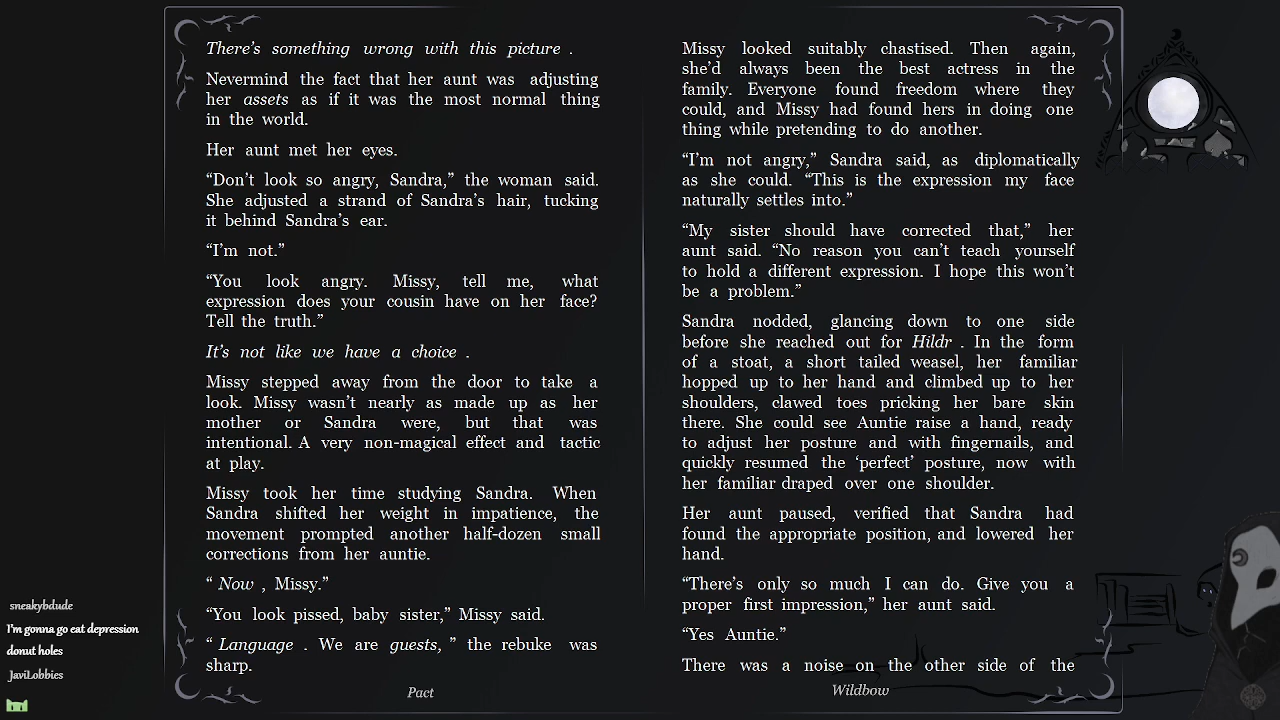 There's something wrong with this picture .
Nevermind the fact that her aunt was adjusting
her assets as if it was the most normal thing
in the world.
Her aunt met her eyes.
“Don't look so angry, Sandra,” the woman said.
She adjusted a strand of Sandra's hair, tucking
it behind Sandra's ear.
“I'm not.”
“You look angry. Missy, tell me, what
expression does your cousin have on her face?
Tell the truth.”
It's not like we have a choice .
Missy stepped away from the door to take a
look. Missy wasn't nearly as made up as her
mother or Sandra were, but that was
intentional. A very non-magical effect and tactic
at play.
Missy took her time studying Sandra. When
Sandra shifted her weight in impatience, the
movement prompted another half-dozen small
corrections from her auntie.
“ Now , Missy.”
“You look pissed, baby sister,” Missy said.
“ Language . We are guests, ” the rebuke was
sharp.
Pact
Missy looked suitably chastised. Then again,
she'd always been the best actress in the
family. Everyone found freedom where they
could, and Missy had found hers in doing one
thing while pretending to do another.
“I'm not angry,” Sandra said, as diplomatically
as she could. “This is the expression my face
naturally settles into.”
“My sister should have corrected that,” her
aunt said. “No reason you can't teach yourself
to hold a different expression. I hope this won't
be a problem.”
Sandra nodded, glancing down to one side
before she reached out for Hildr . In the form
of a stoat, a short tailed weasel, her familiar
hopped up to her hand and climbed up to her
shoulders, clawed toes pricking her bare skin
there. She could see Auntie raise a hand, ready
to adjust her posture and with fingernails, and
quickly resumed the ‘perfect’ posture, now with
her familiar draped over one shoulder.
Her aunt paused, verified that Sandra had
found the appropriate position, and lowered her
hand.
“There's only so much I can do. Give you a
proper first impression,” her aunt said.
“Yes Auntie.”
There was a noise on the other side of the
Wildbow
sneakybdude
I'm gonna go eat depression
donut holes
JaviLobbies